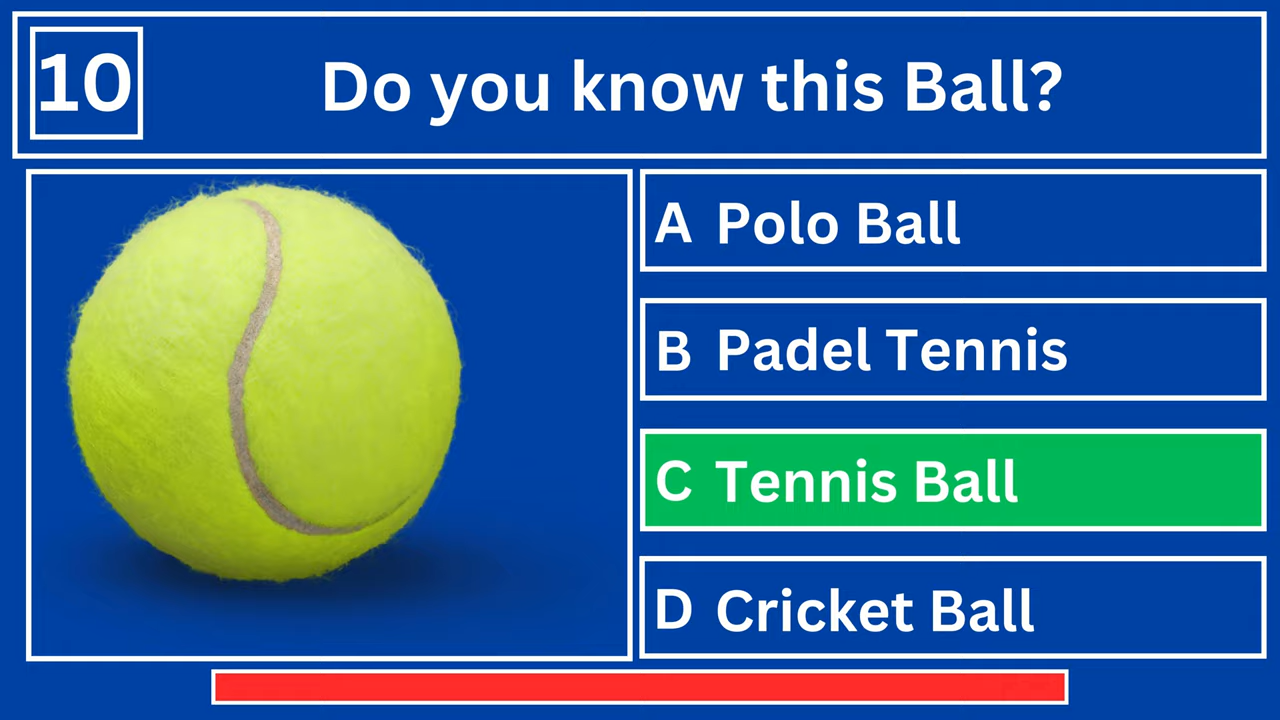 10
Do you know this Ball?
A Polo Ball
B Padel Tennis
C Tennis Ball
D Cricket Ball